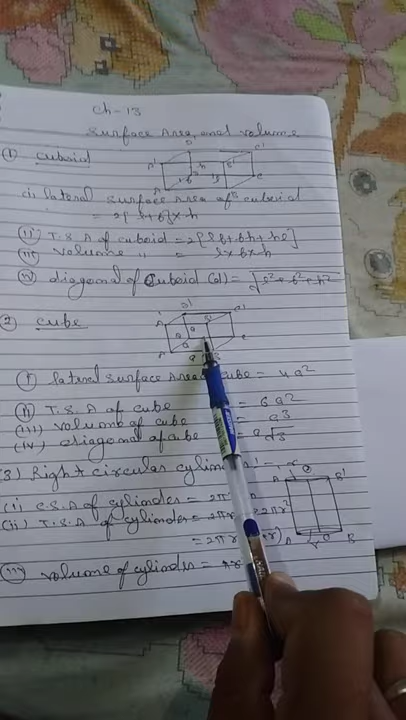 Ch-13
Surface Area and volume
(1) cuboid
(i) lateral surface Area of cuboid
= 2[l+b]×h
(ii) T.S.A of cuboid = 2[lb+bh+hl]
(iii) volume " = l×b×h
(iv) diagonal of Cuboid (d) = √l²+b²+h²
(2) cube
(i) lateral surface Area cube = 4a²
(ii) T.S.A of cube = 6a²
(iii) volume of cube = a³
(iv) diagonal of cube = a√3
(3) Right circular cylinder
(i) C.S.A of cylinder = 2πr
(ii) T.S.A of cylinder = 2πr 2πr²
= 2πr r)
(iii) volume of cylinder = πr